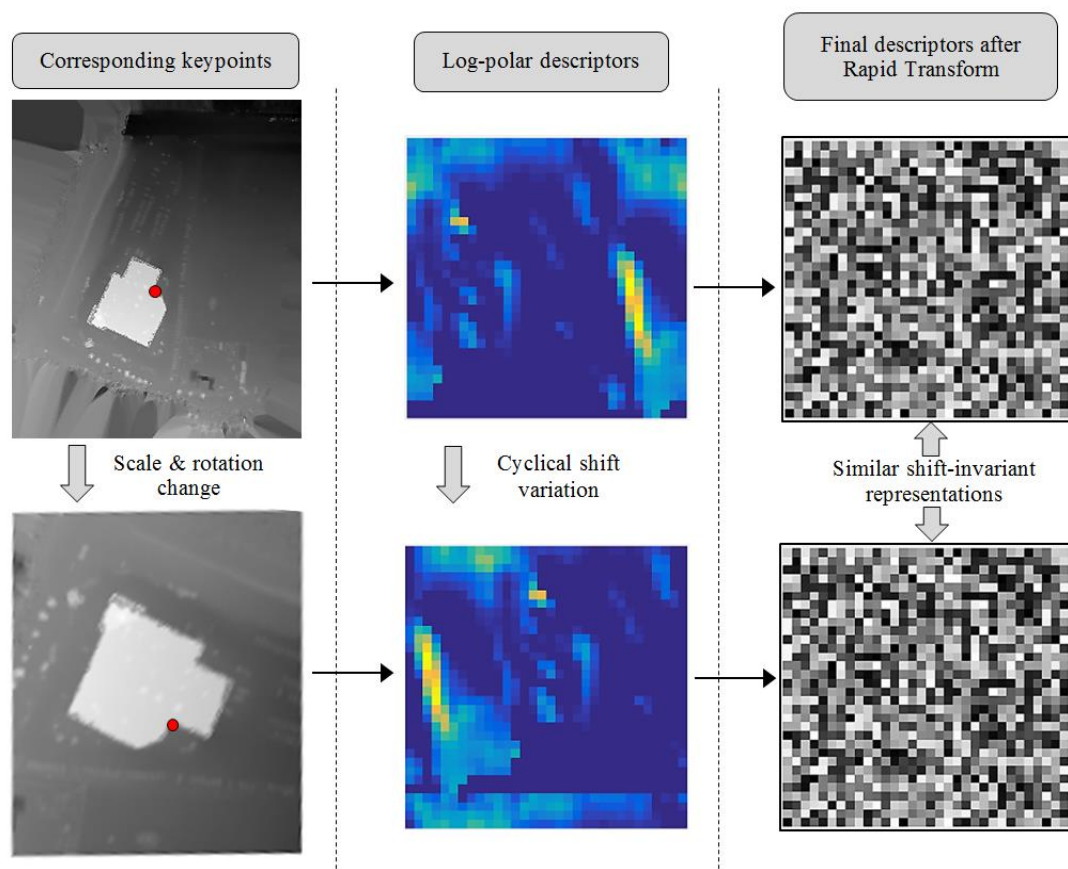 Corresponding keypoints
Log-polar descriptors
Final descriptors after
Rapid Transform
Scale & rotation
change
Cyclical shift
variation
Similar shift-invariant
representations